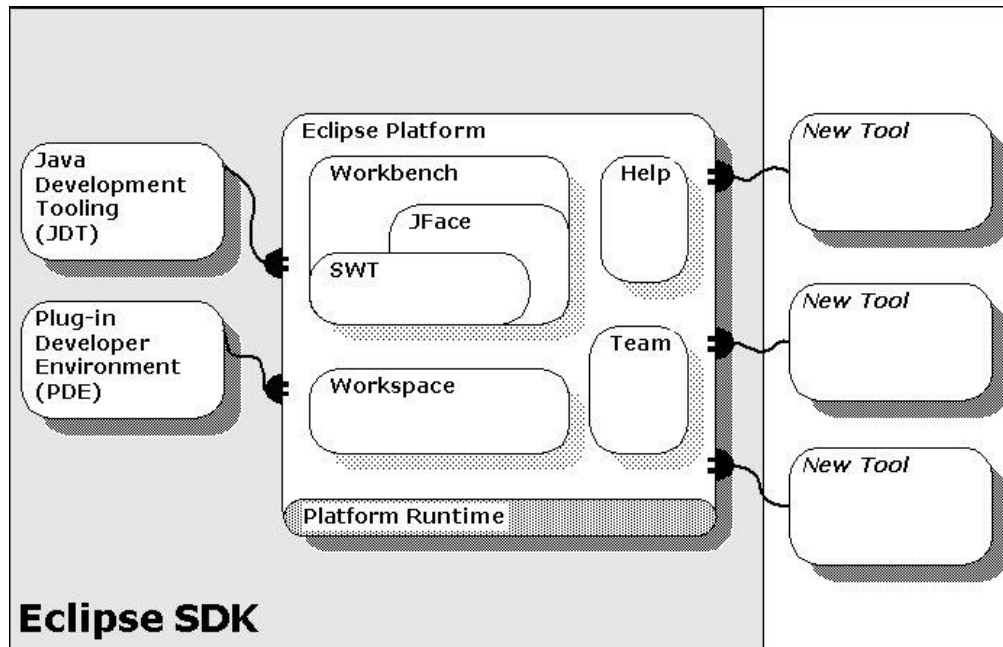 Java
Development
Tooling
(JDT)
Plug-in
Developer
Environment
(PDE)
Eclipse Platform
Workbench
JFace
SWT
Workspace
Help
Team
Platform Runtime
New Tool
New Tool
New Tool
Eclipse SDK